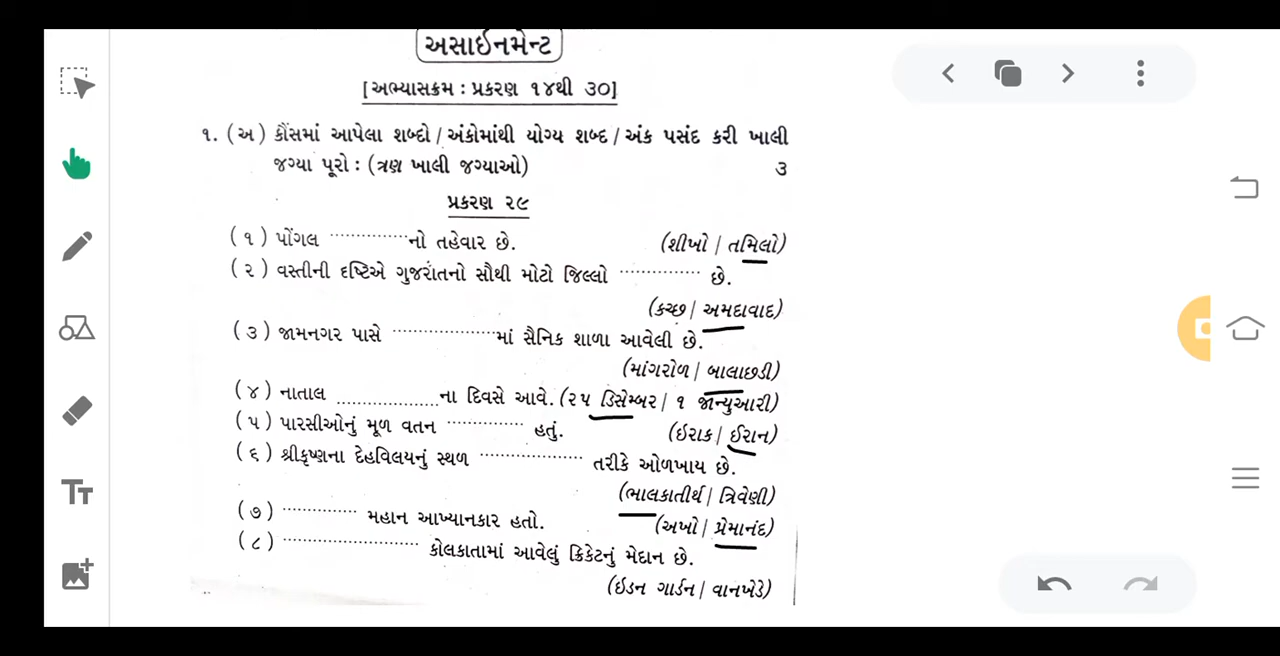 અસાઇનમેન્ટ
[અભ્યાસક્રમ : પ્રકરણ ૧૪થી ૩૦]
૧. (અ) કૌંસમાં આપેલા શબ્દો / અંકોમાંથી યોગ્ય શબ્દ / અંક પસંદ કરી ખાલી
જગ્યા પૂરો : (ત્રણ ખાલી જગ્યાઓ) ૩
પ્રકરણ ૨૯
(૧) પોંગલ ............ નો તહેવાર છે. (શીખો / તમિલો)
(૨) વસ્તીની દૃષ્ટિએ ગુજરાતનો સૌથી મોટો જિલ્લો ............ છે.
(કચ્છ / અમદાવાદ)
(૩) જામનગર પાસે ............ માં સૈનિક શાળા આવેલી છે.
(માંગરોળ / બાલાછડી)
(૪) નાતાલ ............ ના દિવસે આવે. (૨૫ ડિસેમ્બર / ૧ જાન્યુઆરી)
(૫) પારસીઓનું મૂળ વતન ............ હતું. (ઇરાક / ઈરાન)
(૬) શ્રીકૃષ્ણના દેહવિલયનું સ્થળ ............ તરીકે ઓળખાય છે.
(ભાલકાતીર્થ / ત્રિવેણી)
(૭) ............ મહાન આખ્યાનકાર હતો. (અખો / પ્રેમાનંદ)
(૮) ............ કોલકાતામાં આવેલું ક્રિકેટનું મેદાન છે.
(ઇડન ગાર્ડન / વાનખેડે)
TT